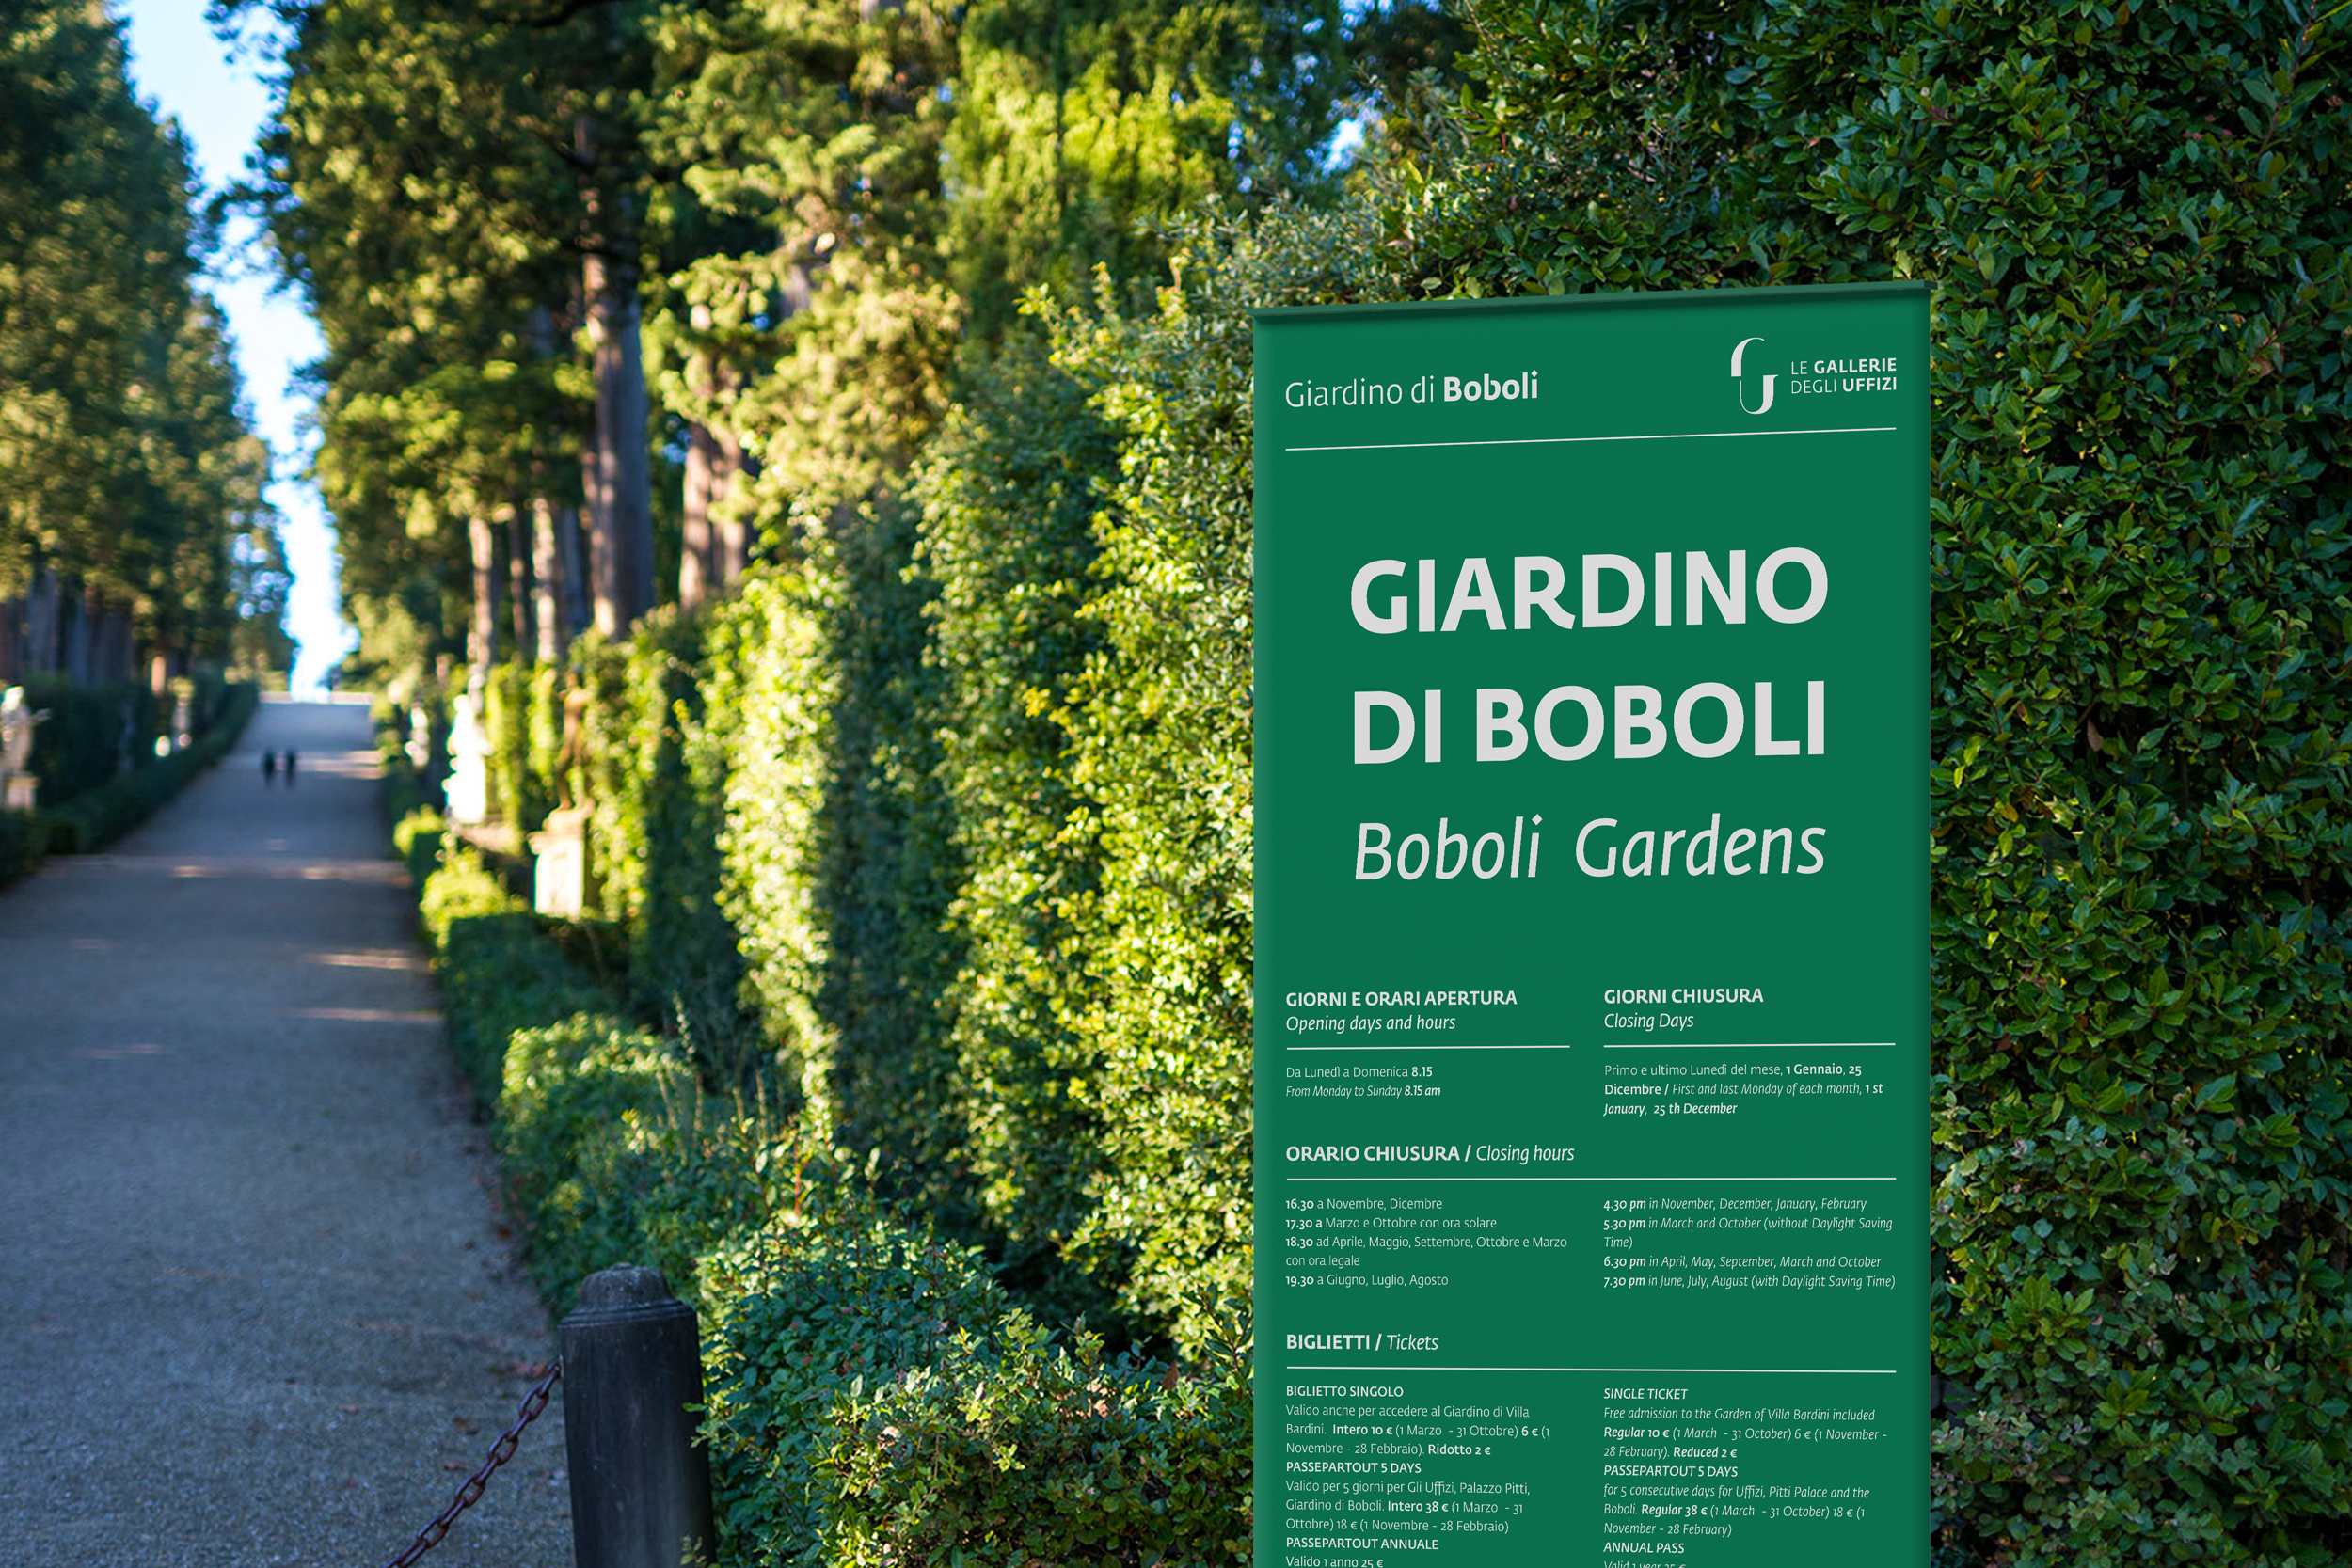 Giardino di Boboli
LE GALLERIE
DEGLI UFFIZI
GIARDINO
DI BOBOLI
Boboli Gardens
GIORNI E ORARI APERTURA
Opening days and hours
Da Lunedì a Domenica 8.15
From Monday to Sunday 8.15 am
GIORNI CHIUSURA
Closing Days
Primo e ultimo Lunedì del mese, 1 Gennaio, 25
Dicembre / First and last Monday of each month, 1 st
January, 25 th December
ORARIO CHIUSURA / Closing hours
16.30 a Novembre, Dicembre
17.30 a Marzo e Ottobre con ora solare
18.30 ad Aprile, Maggio, Settembre, Ottobre e Marzo
con ora legale
19.30 a Giugno, Luglio, Agosto
4.30 pm in November, December, January, February
5.30 pm in March and October (without Daylight Saving
Time)
6.30 pm in April, May, September, March and October
7.30 pm in June, July, August (with Daylight Saving Time)
BIGLIETTI / Tickets
BIGLIETTO SINGOLO
Valido anche per accedere al Giardino di Villa
Bardini. Intero 10 € (1 Marzo - 31 Ottobre) 6 € (1
Novembre - 28 Febbraio). Ridotto 2 €
PASSEPARTOUT 5 DAYS
Valido per 5 giorni per Gli Uffizi, Palazzo Pitti,
Giardino di Boboli. Intero 38 € (1 Marzo - 31
Ottobre) 18 € (1 Novembre - 28 Febbraio)
PASSEPARTOUT ANNUALE
Valido 1 anno 25 €
SINGLE TICKET
Free admission to the Garden of Villa Bardini included
Regular 10 € (1 March - 31 October) 6 € (1 November -
28 February). Reduced 2 €
PASSEPARTOUT 5 DAYS
for 5 consecutive days for Uffizi, Pitti Palace and the
Boboli. Regular 38 € (1 March - 31 October) 18 € (1
November - 28 February)
ANNUAL PASS
Valid 1 year 25 €